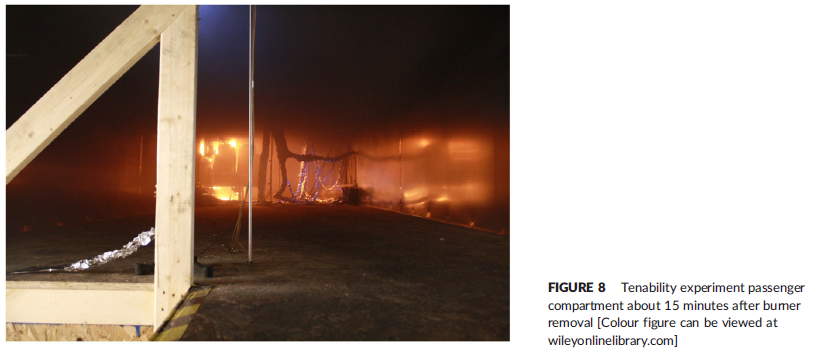 FIGURE 8 Tenability experiment passenger
compartment about 15 minutes after burner
removal [Colour figure can be viewed at
wileyonlinelibrary.com]